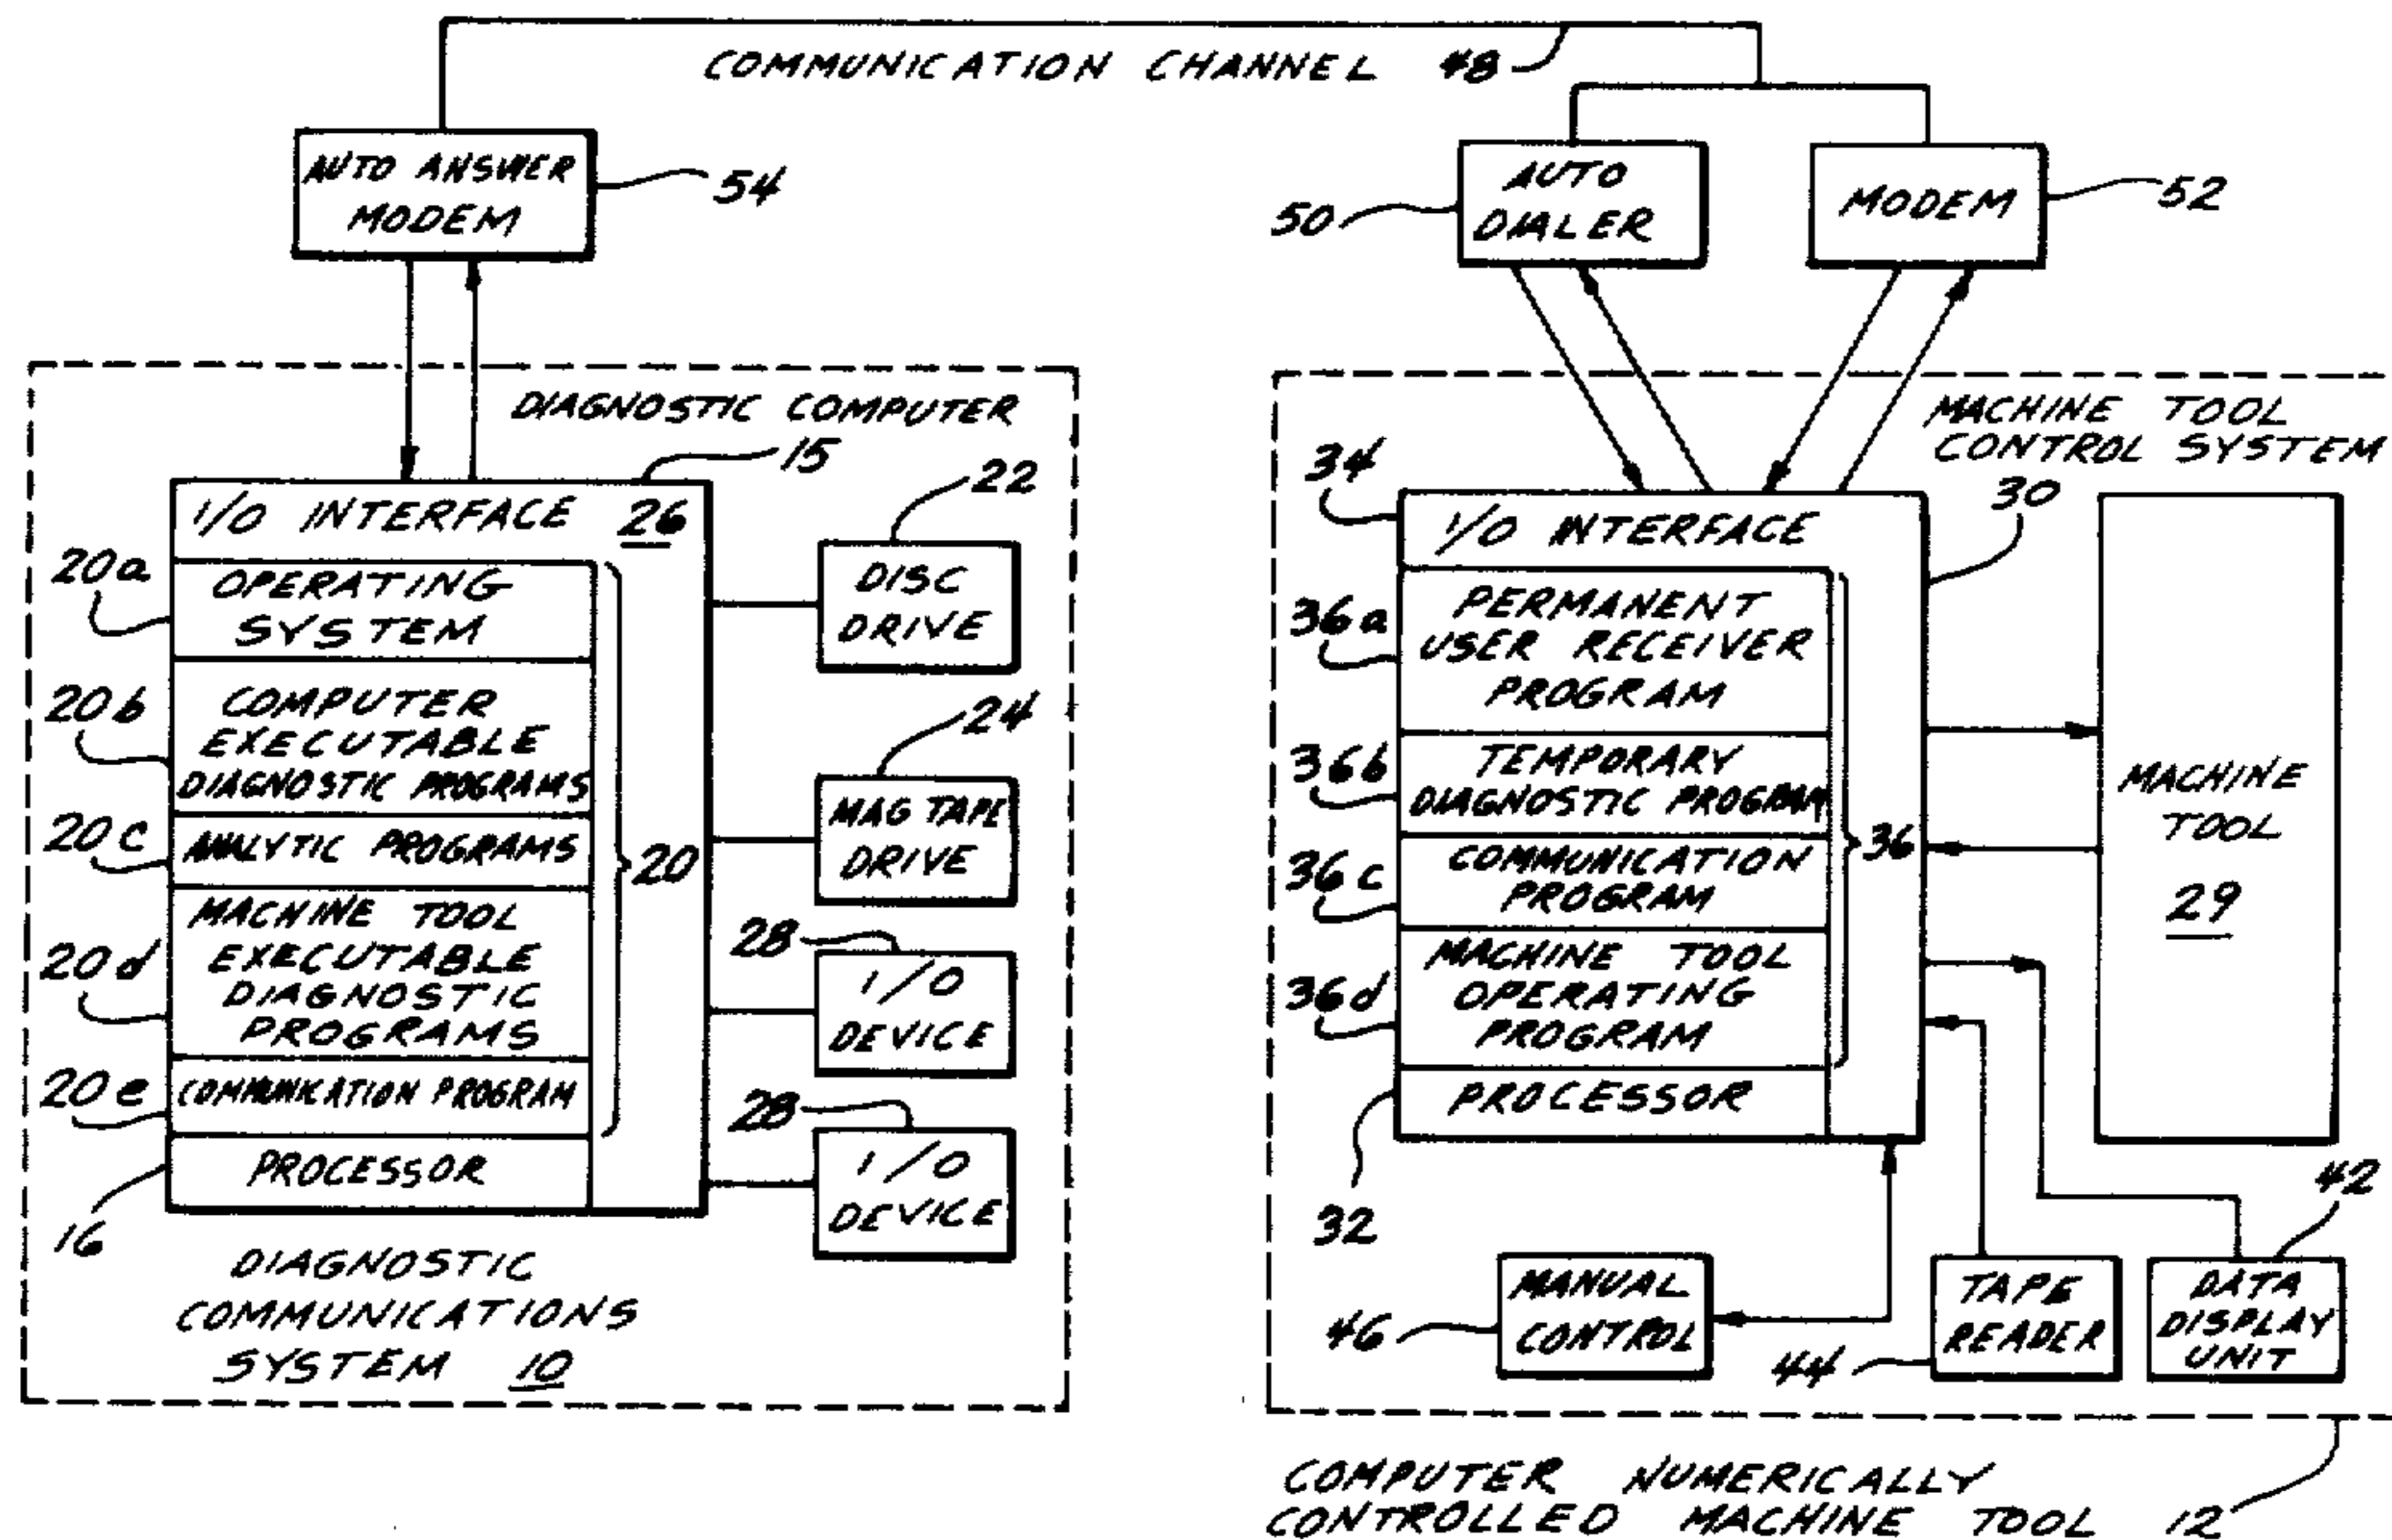 COMMUNICATION CHANNEL 48
AUTO ANSWER
MODEM
54
AUTO
DIALER
50
MODEM
52
DIAGNOSTIC COMPUTER
15
I/O INTERFACE 26
20a
OPERATING
SYSTEM
20b
COMPUTER
EXECUTABLE
DIAGNOSTIC PROGRAMS
20c
ANALYTIC PROGRAMS
20
20d
MACHINE TOOL
EXECUTABLE
DIAGNOSTIC
PROGRAMS
20e
COMMUNICATION PROGRAM
PROCESSOR
16
22
DISC
DRIVE
24
MAG TAPE
DRIVE
28
I/O
DEVICE
28
I/O
DEVICE
DIAGNOSTIC
COMMUNICATIONS
SYSTEM 10
MACHINE TOOL
CONTROL SYSTEM
30
34
I/O INTERFACE
36a
PERMANENT
USER RECEIVER
PROGRAM
36b
TEMPORARY
DIAGNOSTIC PROGRAM
36
36c
COMMUNICATION
PROGRAM
36d
MACHINE TOOL
OPERATING
PROGRAM
PROCESSOR
32
MACHINE
TOOL
29
42
46
MANUAL
CONTROL
44
TAPE
READER
DATA
DISPLAY
UNIT
COMPUTER NUMERICALLY
CONTROLLED MACHINE TOOL 12